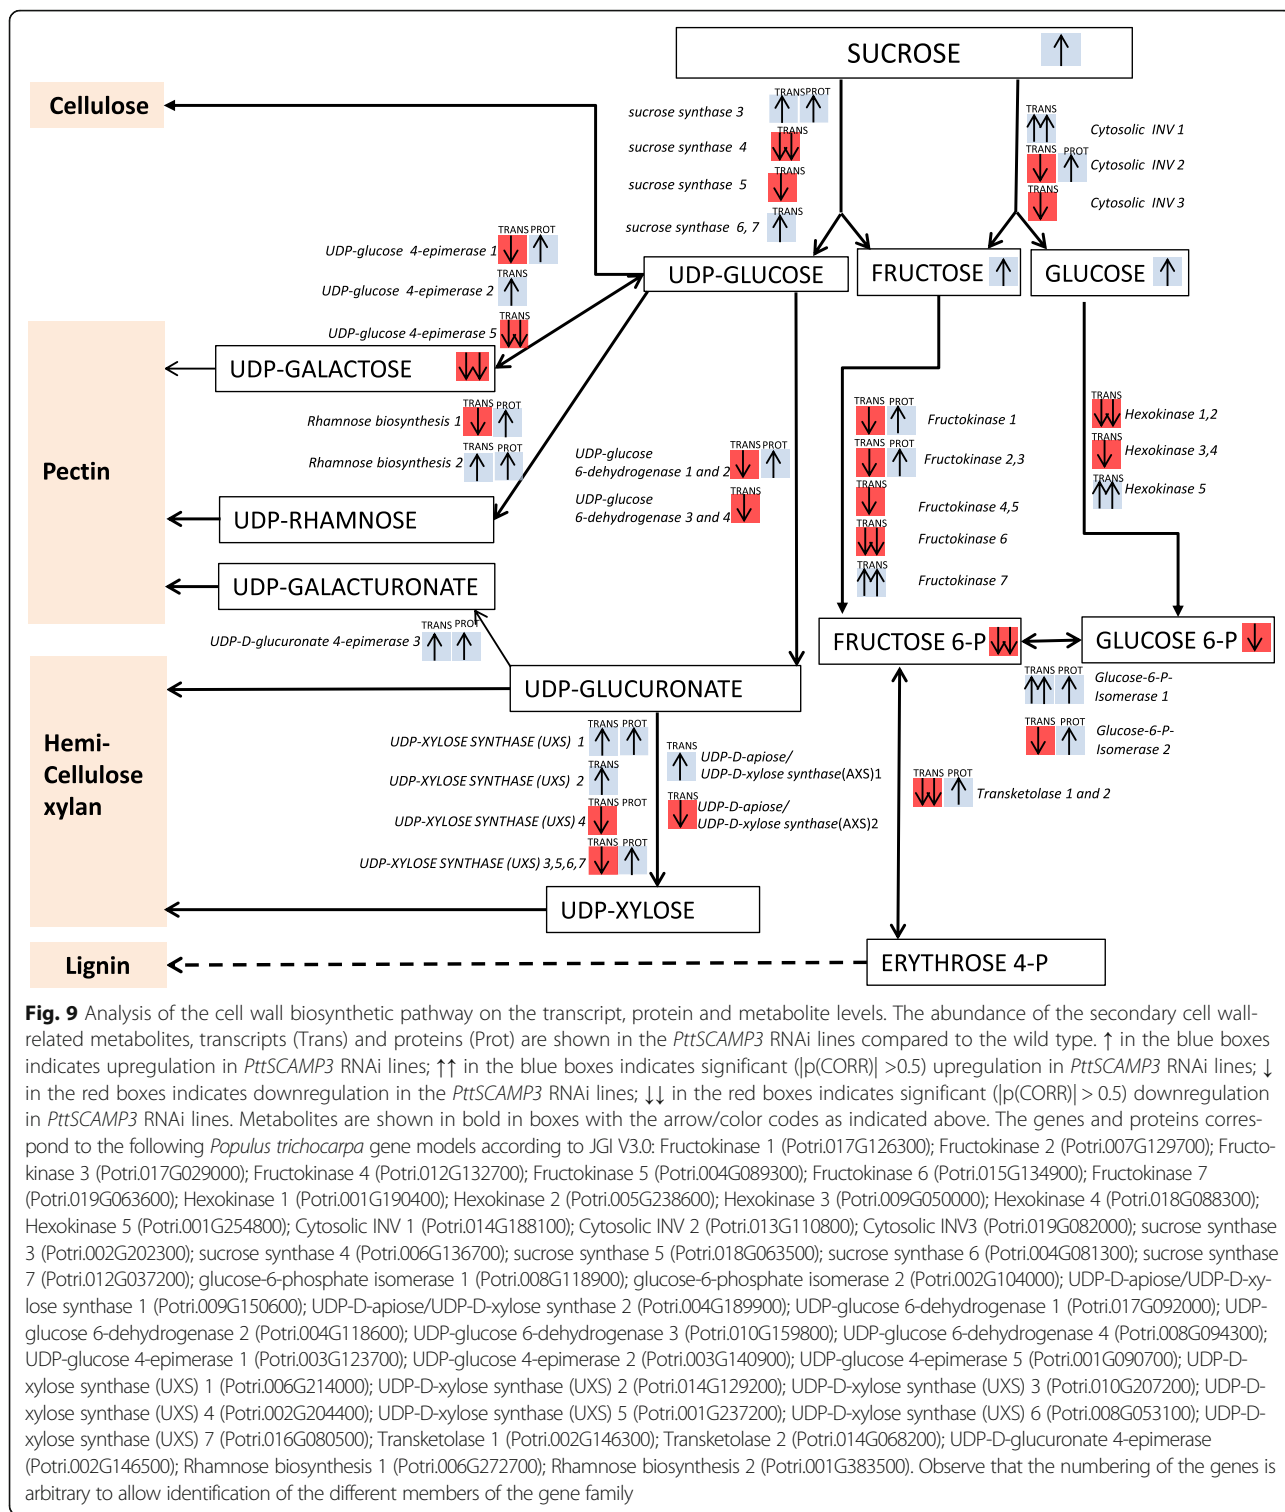 SUCROSE ↑
Cellulose
TRANS PROT
sucrose synthase 3 ↑ ↑
TRANS
sucrose synthase 4 ↓↓
TRANS
sucrose synthase 5 ↓
TRANS
sucrose synthase 6, 7 ↑
TRANS
↑↑ Cytosolic INV 1
TRANS PROT
↓ ↑ Cytosolic INV 2
TRANS
↓ Cytosolic INV 3
UDP-GLUCOSE
FRUCTOSE ↑
GLUCOSE ↑
TRANS PROT
UDP-glucose 4-epimerase 1 ↓ ↑
TRANS
UDP-glucose 4-epimerase 2 ↑
TRANS
UDP-glucose 4-epimerase 5 ↓↓
Pectin
UDP-GALACTOSE ↓↓
TRANS PROT
Rhamnose biosynthesis 1 ↓ ↑
TRANS PROT
Rhamnose biosynthesis 2 ↑ ↑
UDP-RHAMNOSE
UDP-GALACTURONATE
UDP-glucose
TRANS PROT
6-dehydrogenase 1 and 2 ↓ ↑
UDP-glucose
TRANS
6-dehydrogenase 3 and 4 ↓
TRANS PROT
↓ ↑ Fructokinase 1
TRANS PROT
↓ ↑ Fructokinase 2,3
TRANS
↓ Fructokinase 4,5
TRANS
↓↓ Fructokinase 6
TRANS
↑↑ Fructokinase 7
TRANS
↓↓ Hexokinase 1,2
TRANS
↓ Hexokinase 3,4
TRANS
↑↑ Hexokinase 5
TRANS PROT
UDP-D-glucuronate 4-epimerase 3 ↑ ↑
FRUCTOSE 6-P ↓↓
GLUCOSE 6-P ↓
TRANS PROT
↑↑ ↑ Glucose-6-P-
Isomerase 1
TRANS PROT
↓ ↑ Glucose-6-P-
Isomerase 2
Hemi-
Cellulose
xylan
UDP-GLUCURONATE
TRANS PROT
UDP-XYLOSE SYNTHASE (UXS) 1 ↑ ↑
TRANS
UDP-XYLOSE SYNTHASE (UXS) 2 ↑
TRANS PROT
UDP-XYLOSE SYNTHASE (UXS) 4 ↓
TRANS PROT
UDP-XYLOSE SYNTHASE (UXS) 3,5,6,7 ↓ ↑
TRANS
↑ UDP-D-apiose/
UDP-D-xylose synthase(AXS)1
TRANS
↓ UDP-D-apiose/
UDP-D-xylose synthase(AXS)2
TRANS PROT
↓↓ ↑ Transketolase 1 and 2
UDP-XYLOSE
Lignin
ERYTHROSE 4-P
Fig. 9 Analysis of the cell wall biosynthetic pathway on the transcript, protein and metabolite levels. The abundance of the secondary cell wall-
related metabolites, transcripts (Trans) and proteins (Prot) are shown in the PttSCAMP3 RNAi lines compared to the wild type. ↑ in the blue boxes
indicates upregulation in PttSCAMP3 RNAi lines; ↑↑ in the blue boxes indicates significant (|p(CORR)| >0.5) upregulation in PttSCAMP3 RNAi lines; ↓
in the red boxes indicates downregulation in the PttSCAMP3 RNAi lines; ↓↓ in the red boxes indicates significant (|p(CORR)| > 0.5) downregulation
in PttSCAMP3 RNAi lines. Metabolites are shown in bold in boxes with the arrow/color codes as indicated above. The genes and proteins corres-
pond to the following Populus trichocarpa gene models according to JGI V3.0: Fructokinase 1 (Potri.017G126300); Fructokinase 2 (Potri.007G129700); Fructo-
kinase 3 (Potri.017G029000); Fructokinase 4 (Potri.012G132700); Fructokinase 5 (Potri.004G089300); Fructokinase 6 (Potri.015G134900); Fructokinase 7
(Potri.019G063600); Hexokinase 1 (Potri.001G190400); Hexokinase 2 (Potri.005G238600); Hexokinase 3 (Potri.009G050000); Hexokinase 4 (Potri.018G088300);
Hexokinase 5 (Potri.001G254800); Cytosolic INV 1 (Potri.014G188100); Cytosolic INV 2 (Potri.013G110800); Cytosolic INV3 (Potri.019G082000); sucrose synthase
3 (Potri.002G202300); sucrose synthase 4 (Potri.006G136700); sucrose synthase 5 (Potri.018G063500); sucrose synthase 6 (Potri.004G081300); sucrose synthase
7 (Potri.012G037200); glucose-6-phosphate isomerase 1 (Potri.008G118900); glucose-6-phosphate isomerase 2 (Potri.002G104000); UDP-D-apiose/UDP-D-xy-
lose synthase 1 (Potri.009G150600); UDP-D-apiose/UDP-D-xylose synthase 2 (Potri.004G189900); UDP-glucose 6-dehydrogenase 1 (Potri.017G092000); UDP-
glucose 6-dehydrogenase 2 (Potri.004G118600); UDP-glucose 6-dehydrogenase 3 (Potri.010G159800); UDP-glucose 6-dehydrogenase 4 (Potri.008G094300);
UDP-glucose 4-epimerase 1 (Potri.003G123700); UDP-glucose 4-epimerase 2 (Potri.003G140900); UDP-glucose 4-epimerase 5 (Potri.001G090700); UDP-D-
xylose synthase (UXS) 1 (Potri.006G214000); UDP-D-xylose synthase (UXS) 2 (Potri.014G129200); UDP-D-xylose synthase (UXS) 3 (Potri.010G207200); UDP-D-
xylose synthase (UXS) 4 (Potri.002G204400); UDP-D-xylose synthase (UXS) 5 (Potri.001G237200); UDP-D-xylose synthase (UXS) 6 (Potri.008G053100); UDP-D-
xylose synthase (UXS) 7 (Potri.016G080500); Transketolase 1 (Potri.002G146300); Transketolase 2 (Potri.014G068200); UDP-D-glucuronate 4-epimerase
(Potri.002G146500); Rhamnose biosynthesis 1 (Potri.006G272700); Rhamnose biosynthesis 2 (Potri.001G383500). Observe that the numbering of the genes is
arbitrary to allow identification of the different members of the gene family